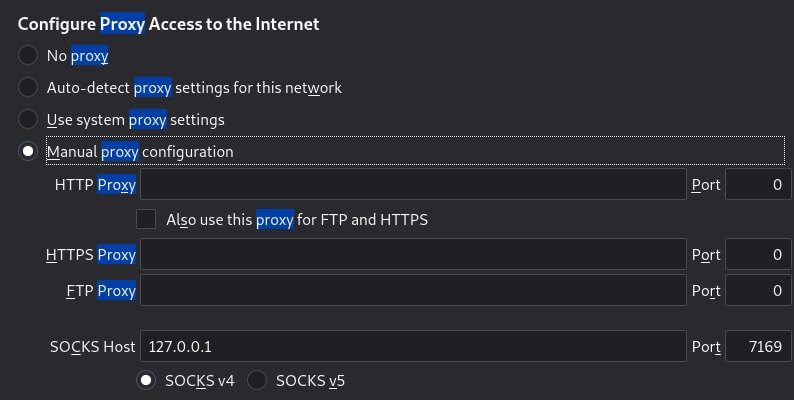 Configure Proxy Access to the Internet
No proxy
Auto-detect proxy settings for this network
Use system proxy settings
Manual proxy configuration
HTTP Proxy Port 0
Also use this proxy for FTP and HTTPS
HTTPS Proxy Port 0
FTP Proxy Port 0
SOCKS Host 127.0.0.1 Port 7169
SOCKS v4 SOCKS v5